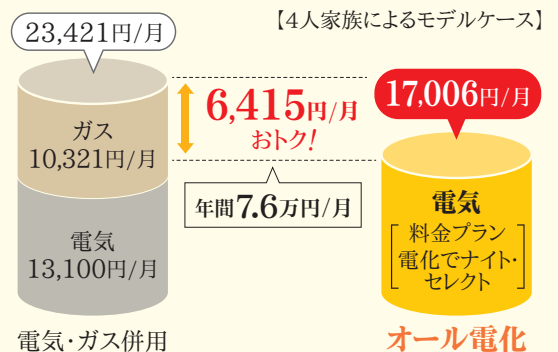 【4人家族によるモデルケース】
23,421円/月
ガス
10,321円/月
電気
13,100円/月
電気・ガス併用
6,415円/月
おトク!
年間7.6万円/月
17,006円/月
電気
料金プラン
電化でナイト・
セレクト
オール電化